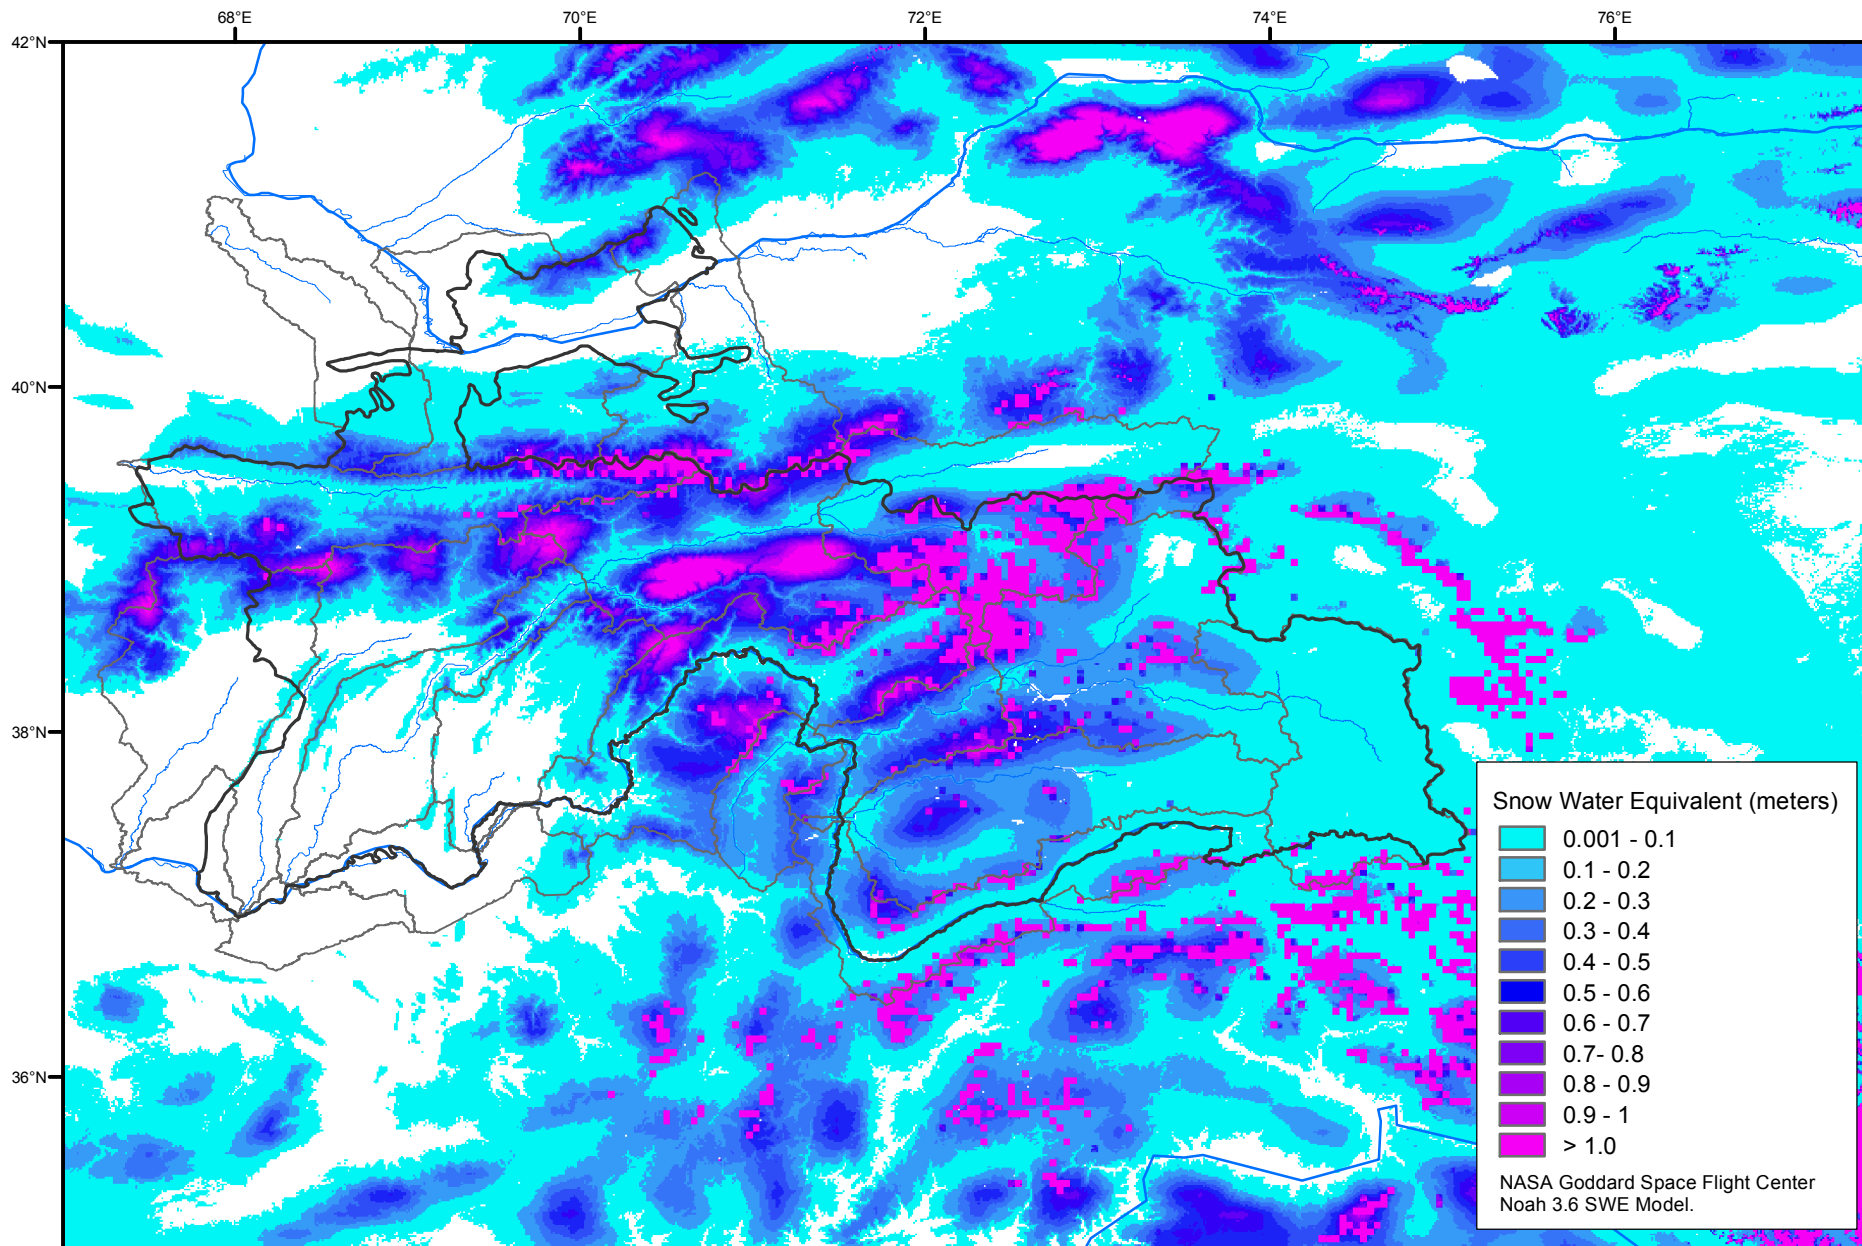 68°E
70°E
72°E
74°E
76°E
42°N
40°N
38°N
36°N
Snow Water Equivalent (meters)
0.001 - 0.1
0.1 - 0.2
0.2 - 0.3
0.3 - 0.4
0.4 - 0.5
0.5 - 0.6
0.6 - 0.7
0.7- 0.8
0.8 - 0.9
0.9 - 1
> 1.0
NASA Goddard Space Flight Center
Noah 3.6 SWE Model.